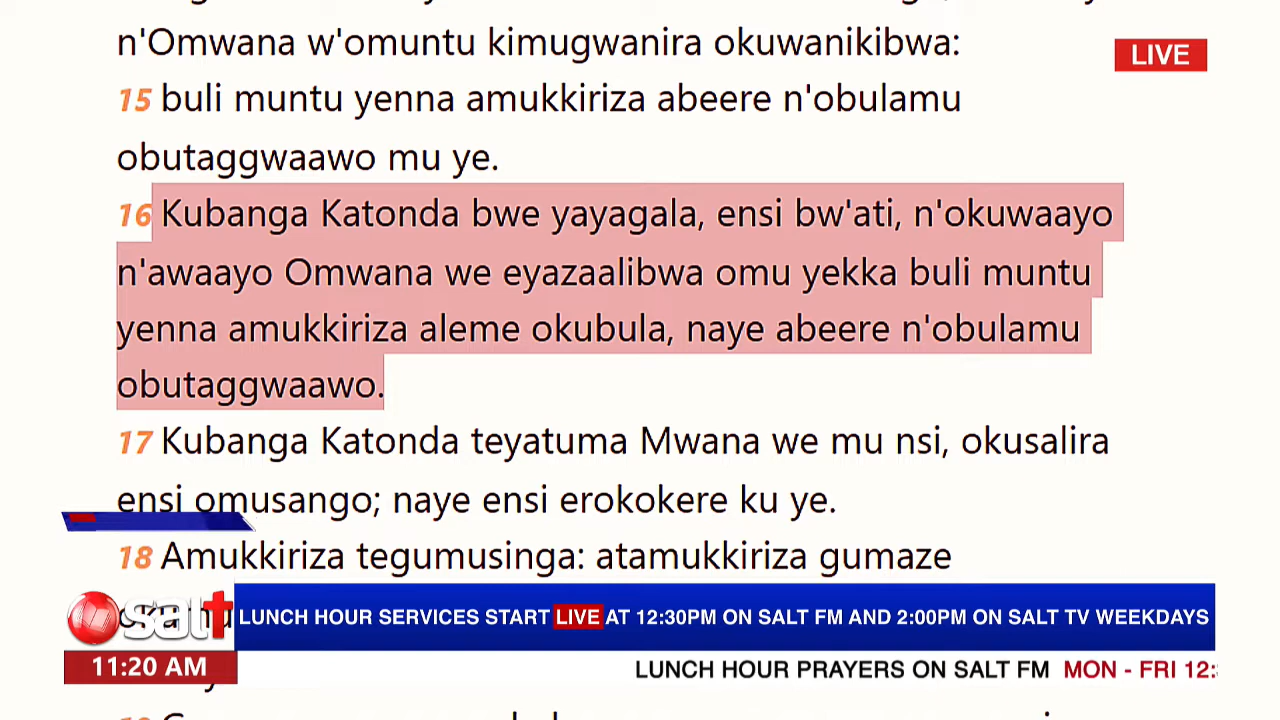 n'Omwana w'omuntu kimugwanira okuwanikibwa:
LIVE
15 buli muntu yenna amukkiriza abeere n'obulamu
obutaggwaawo mu ye.
16 Kubanga Katonda bwe yayagala, ensi bw'ati, n'okuwaayo
n'awaayo Omwana we eyazaalibwa omu yekka buli muntu
yenna amukkiriza aleme okubula, naye abeere n'obulamu
obutaggwaawo.
17 Kubanga Katonda teyatuma Mwana we mu nsi, okusalira
ensi omusango; naye ensi erokokere ku ye.
18 Amukkiriza tegumusinga: atamukkiriza gumaze
salt
LUNCH HOUR SERVICES START LIVE AT 12:30PM ON SALT FM AND 2:00PM ON SALT TV WEEKDAYS
11:20 AM
LUNCH HOUR PRAYERS ON SALT FM MON - FRI 12: